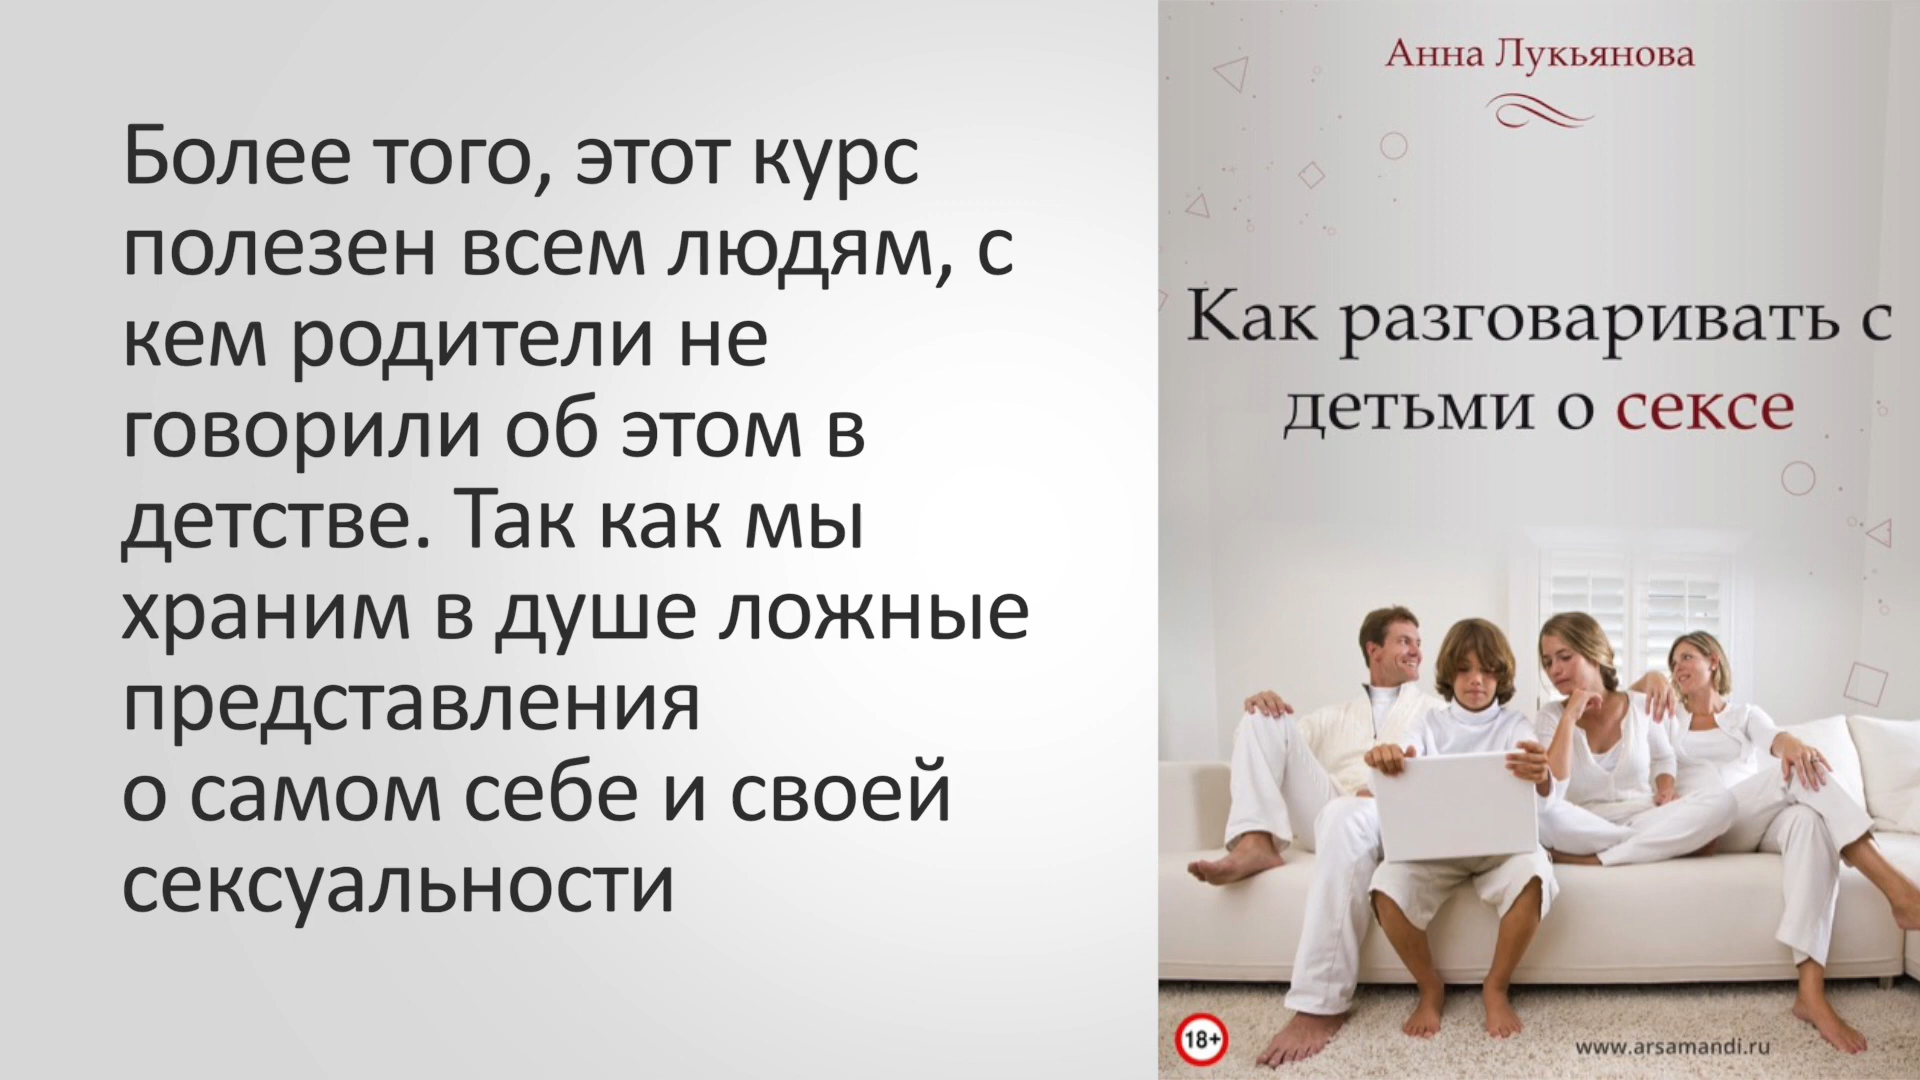 Более того, этот курс
полезен всем людям, с
кем родители не
говорили об этом в
детстве. Так как мы
храним в душе ложные
представления
о самом себе и своей
сексуальности
Анна Лукьянова
Как разговаривать с
детьми о сексе
18+
www.arsamandi.ru